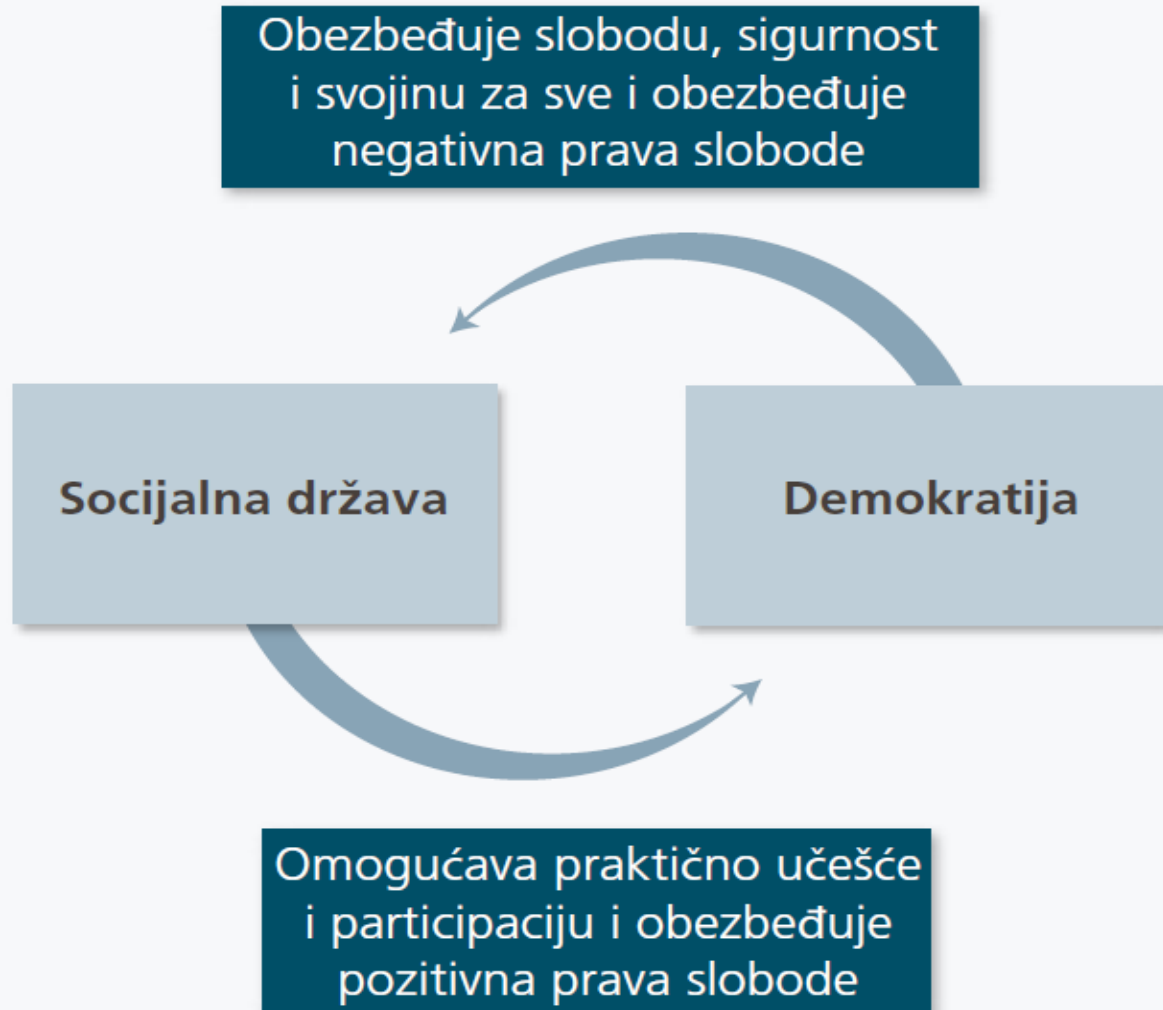 Obezbeđuje slobodu, sigurnost
i svojinu za sve i obezbeđuje
negativna prava slobode
Socijalna država
Demokratija
Omogućava praktično učešće
i participaciju i obezbeđuje
pozitivna prava slobode